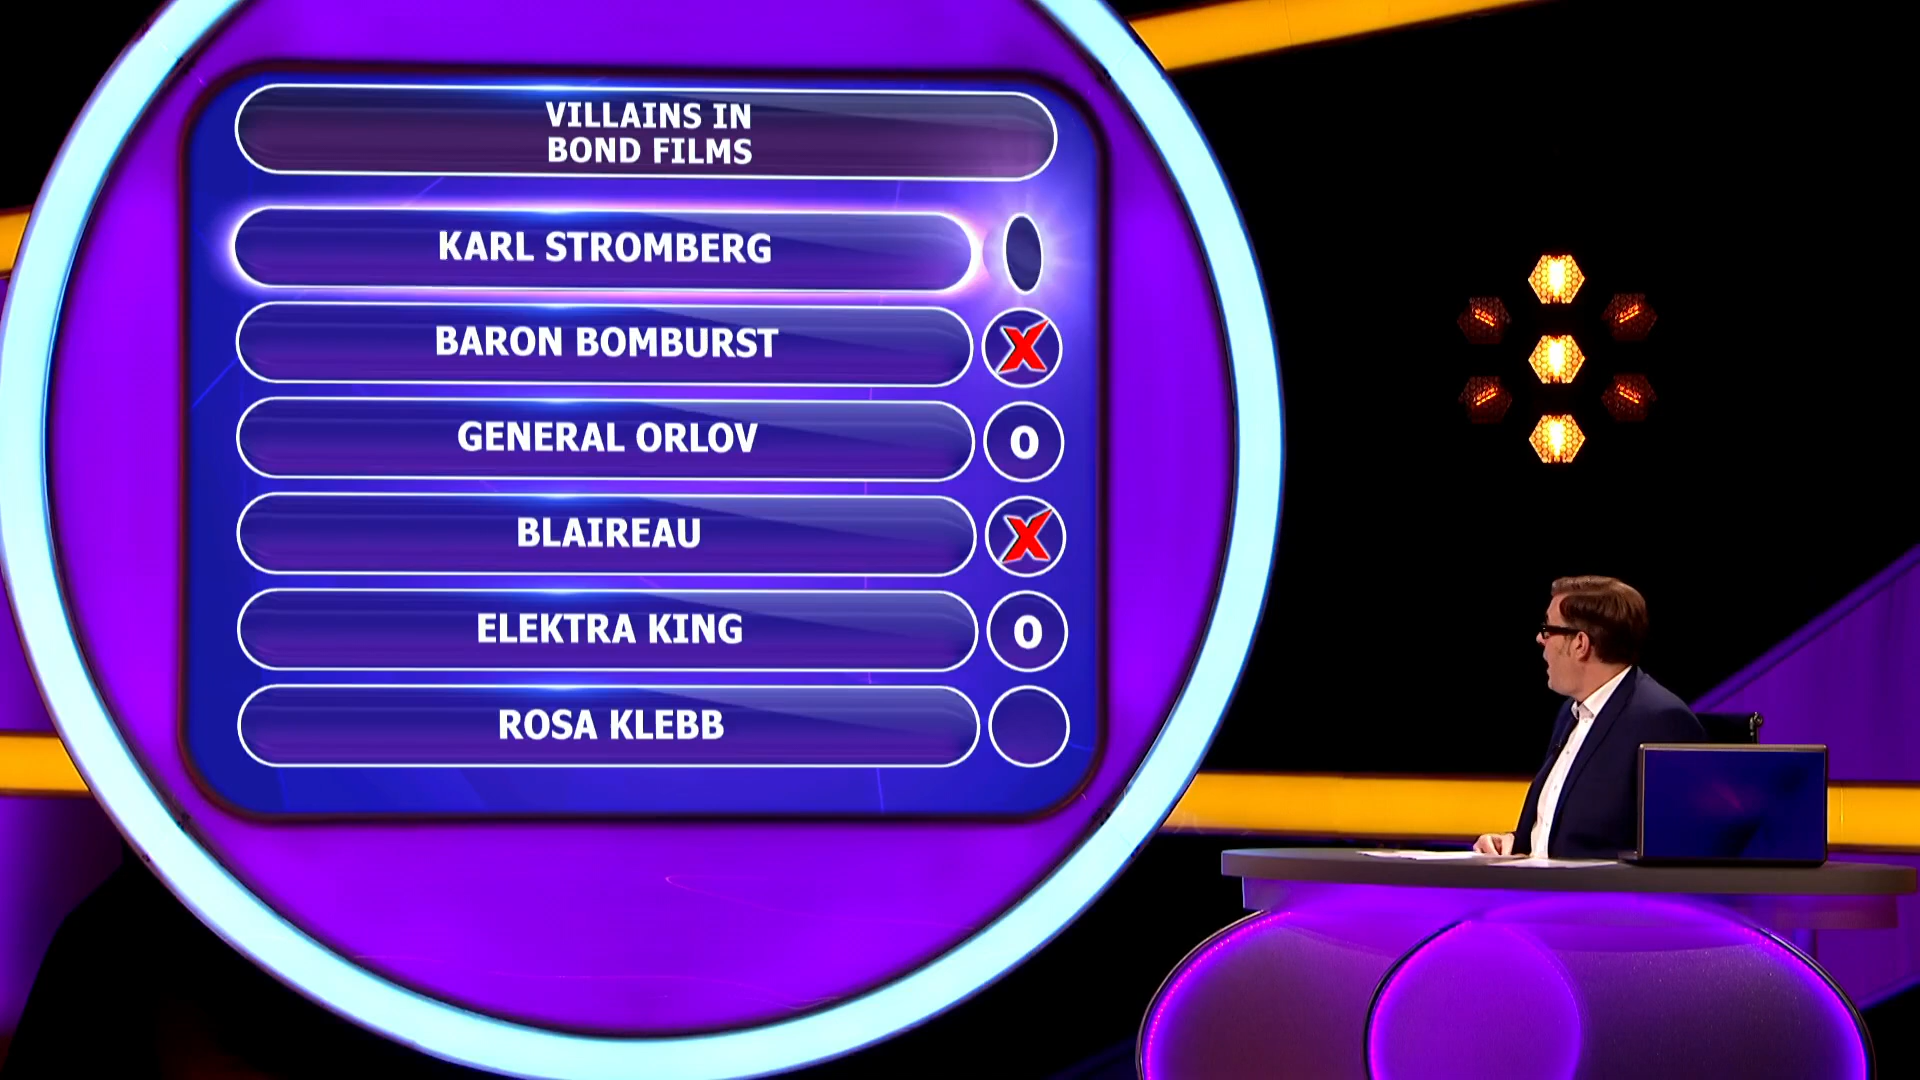 VILLAINS IN
BOND FILMS
KARL STROMBERG
BARON BOMBURST X
GENERAL ORLOV 0
BLAIREAU X
ELEKTRA KING 0
ROSA KLEBB